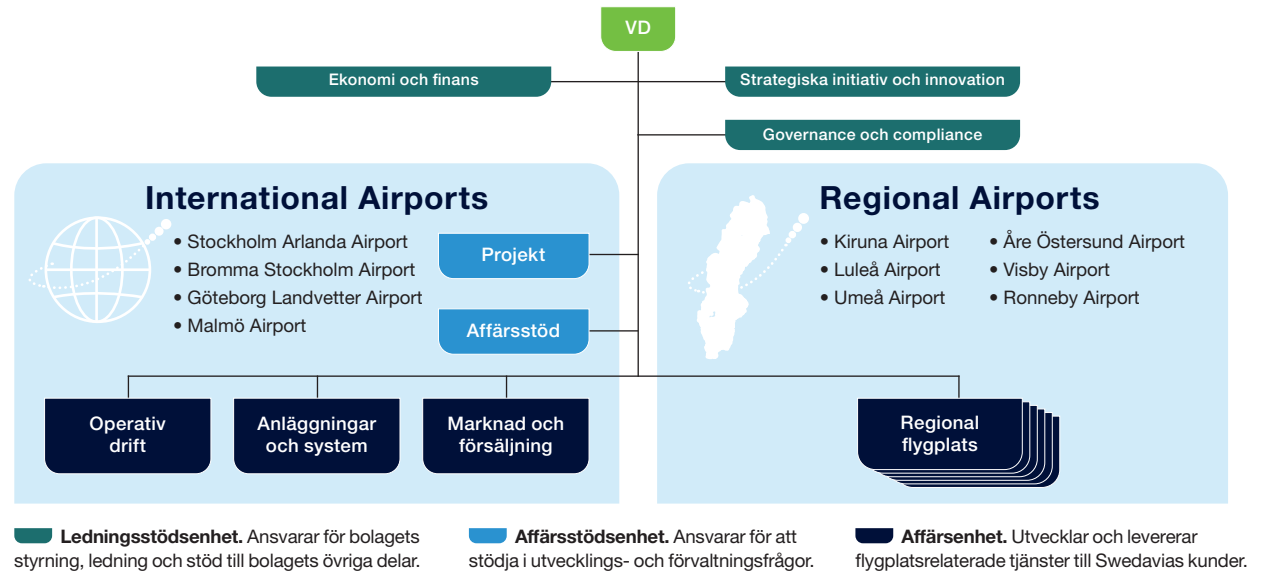 VD
Ekonomi och finans
Strategiska initiativ och innovation
Governance och compliance
International Airports
• Stockholm Arlanda Airport
• Bromma Stockholm Airport
• Göteborg Landvetter Airport
• Malmö Airport
Projekt
Affärsstöd
Regional Airports
• Kiruna Airport
• Luleå Airport
• Umeå Airport
• Åre Östersund Airport
• Visby Airport
• Ronneby Airport
Operativ
drift
Anläggningar
och system
Marknad och
försäljning
Regional
flygplats
Ledningsstödsenhet. Ansvarar för bolagets
styrning, ledning och stöd till bolagets övriga delar.
Affärsstödsenhet. Ansvarar för att
stödja i utvecklings- och förvaltningsfrågor.
Affärsenhet. Utvecklar och levererar
flygplatsrelaterade tjänster till Swedavias kunder.